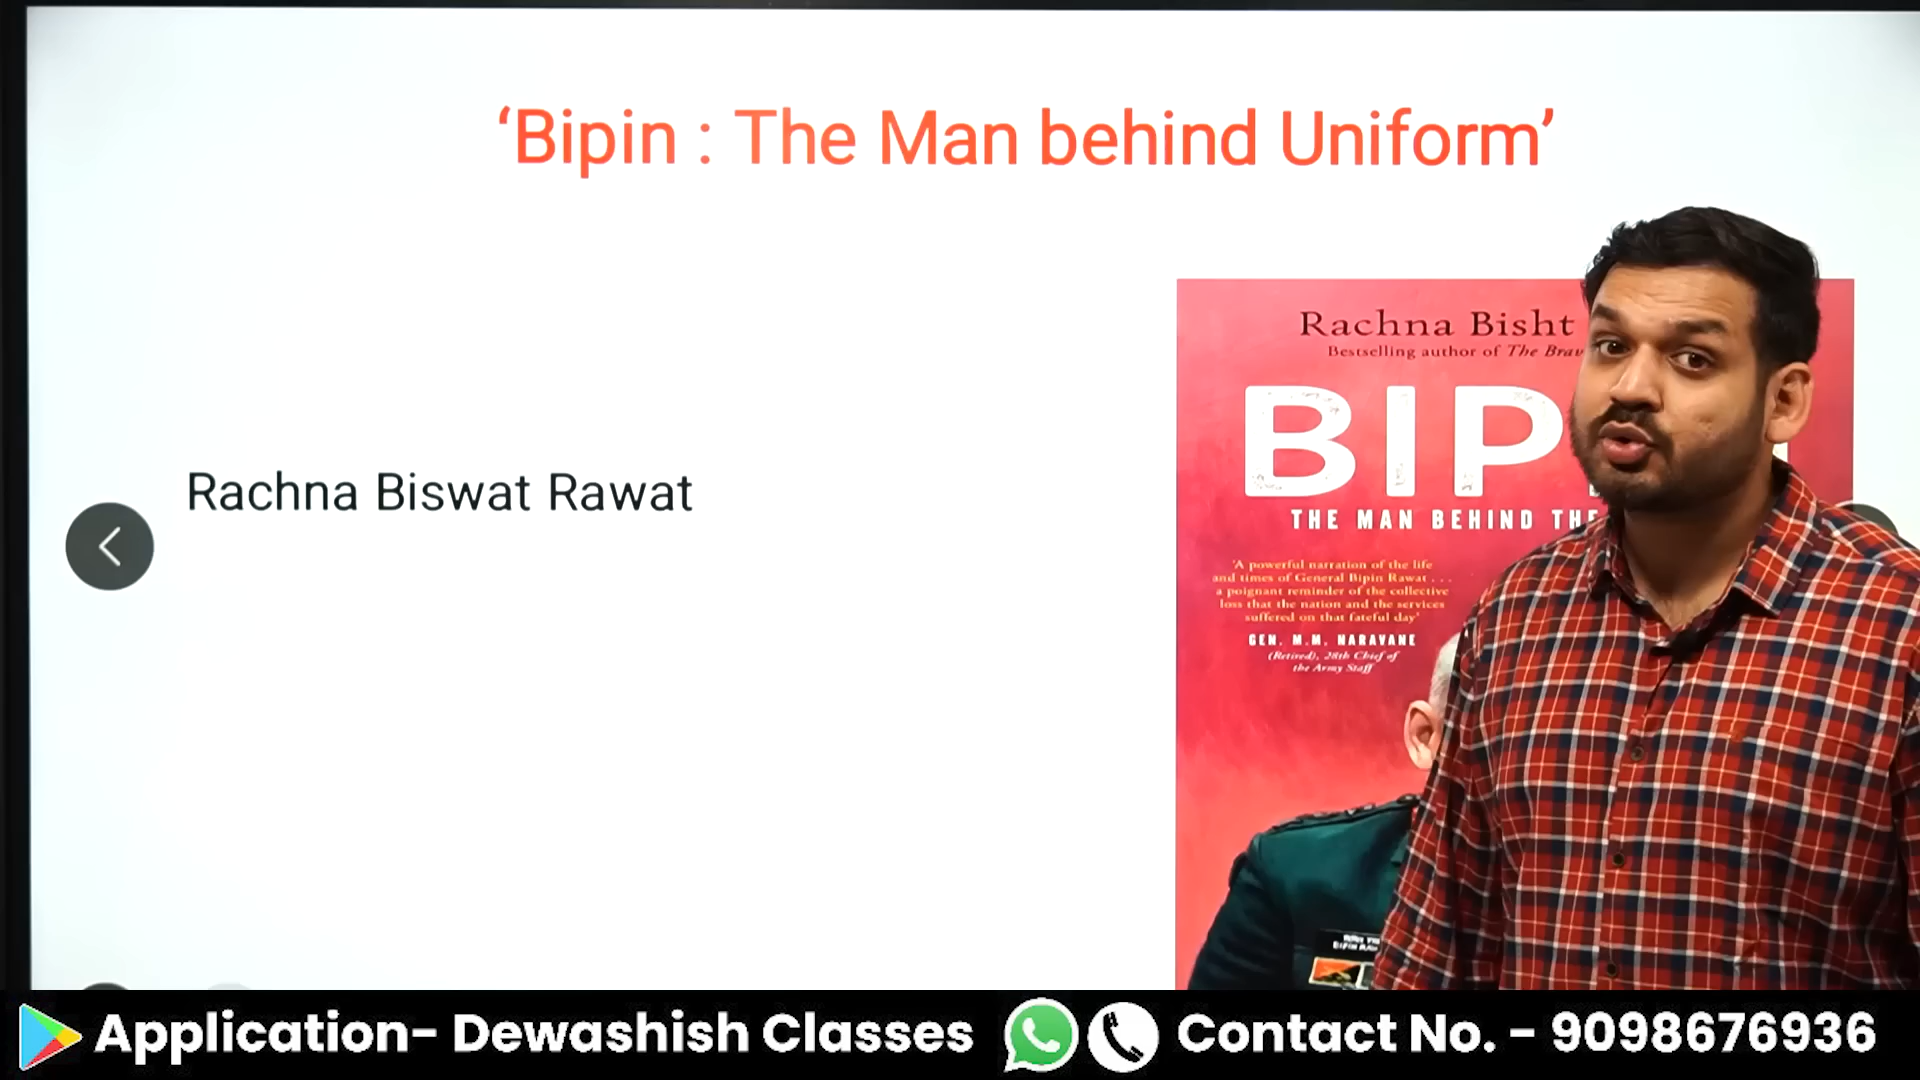 ‘Bipin : The Man behind Uniform’
Rachna Bisht
Bestselling author of The Brav
BIP
THE MAN BEHIND THE
Rachna Biswat Rawat
'A powerful narration of the life
and times of General Bipin Rawat . . .
a poignant reminder of the collective
loss that the nation and the services
suffered on that fateful day'
GEN. M.M. NARAVANE
(Retired), 28th Chief of
the Army Staff
Application- Dewashish Classes
Contact No. - 9098676936